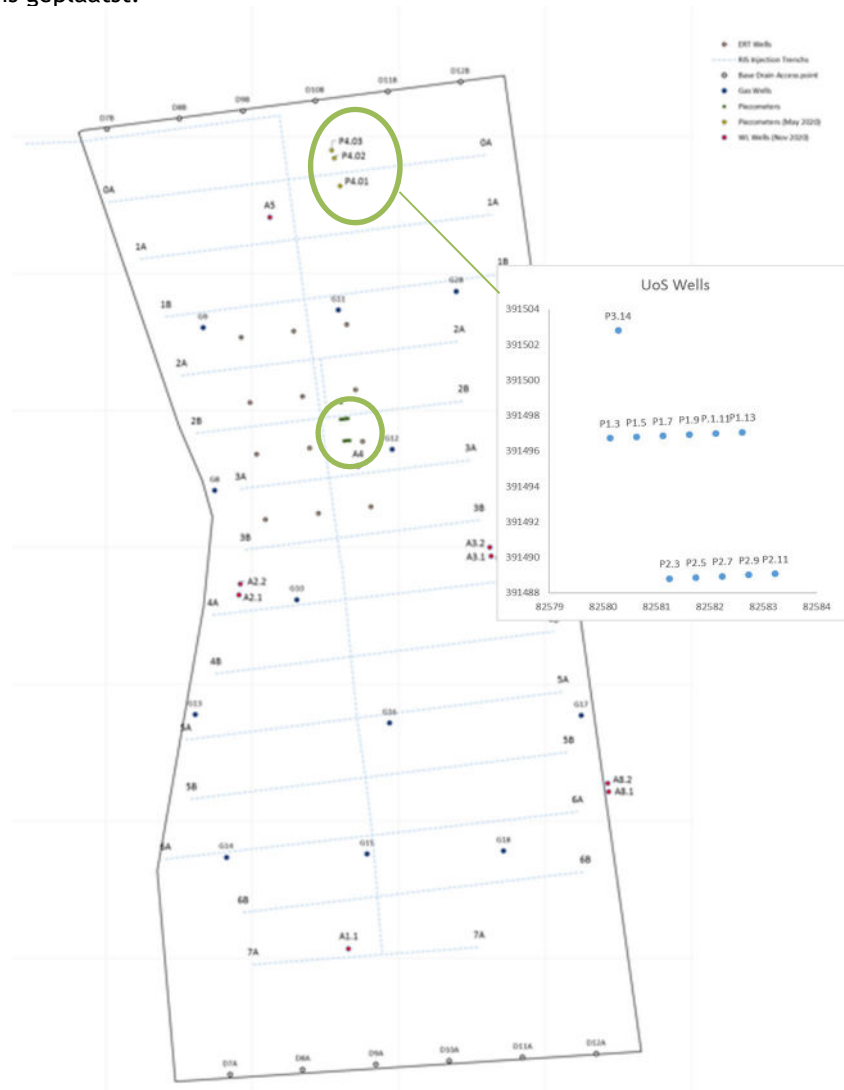 is geplaatst.
ERT Wells
RIS Injection Trenchs
Base Drain Access point
Gas Wells
Piezometers
Piezometers (May 2020)
WL Wells (Nov 2020)
D7B D8B D9B D10B D11B D12B
P4.03
P4.02
P4.01
0A 0A
A5
1A 1A
1B 1B
G9 G11 G28
2A 2A
2B 2B
G12
A4
3A 3A
G8
3B 3B
A3.2
A3.1
A2.2
A2.1
G10
4A
4B
5A 5A
G13 G16 G17
5B 5B
A8.2
A8.1
6A 6A
G14 G15 G18
6B 6B
A1.1
7A 7A
D7A D8A D9A D10A D11A D12A
UoS Wells
391504
P3.14
391502
391500
391498
P1.3 P1.5 P1.7 P1.9 P.1.11 P1.13
391496
391494
391492
391490
P2.3 P2.5 P2.7 P2.9 P2.11
391488
82579 82580 82581 82582 82583 82584